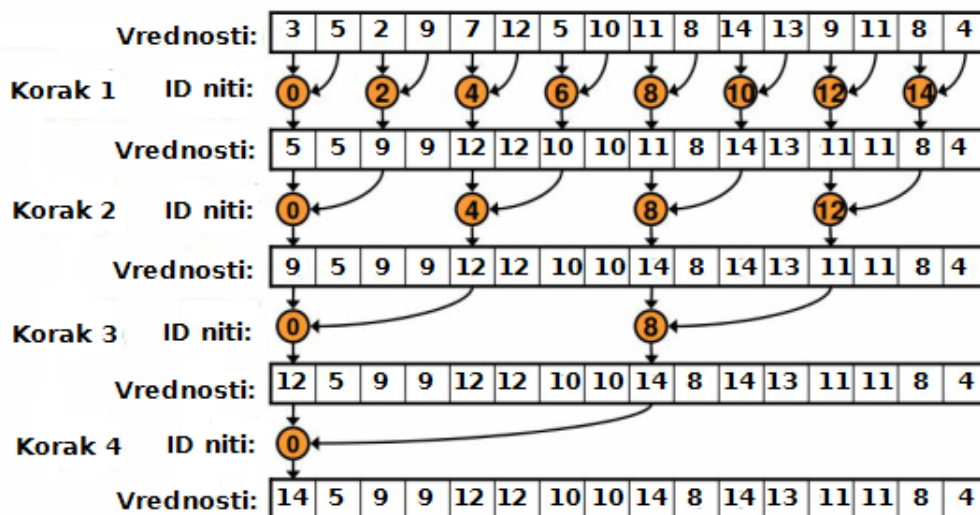 Vrednosti: 3 5 2 9 7 12 5 10 11 8 14 13 9 11 8 4
Korak 1 ID niti: 0 2 4 6 8 10 12 14
Vrednosti: 5 5 9 9 12 12 10 10 11 8 14 13 11 11 8 4
Korak 2 ID niti: 0 4 8 12
Vrednosti: 9 5 9 9 12 12 10 10 14 8 14 13 11 11 8 4
Korak 3 ID niti: 0 8
Vrednosti: 12 5 9 9 12 12 10 10 14 8 14 13 11 11 8 4
Korak 4 ID niti: 0
Vrednosti: 14 5 9 9 12 12 10 10 14 8 14 13 11 11 8 4